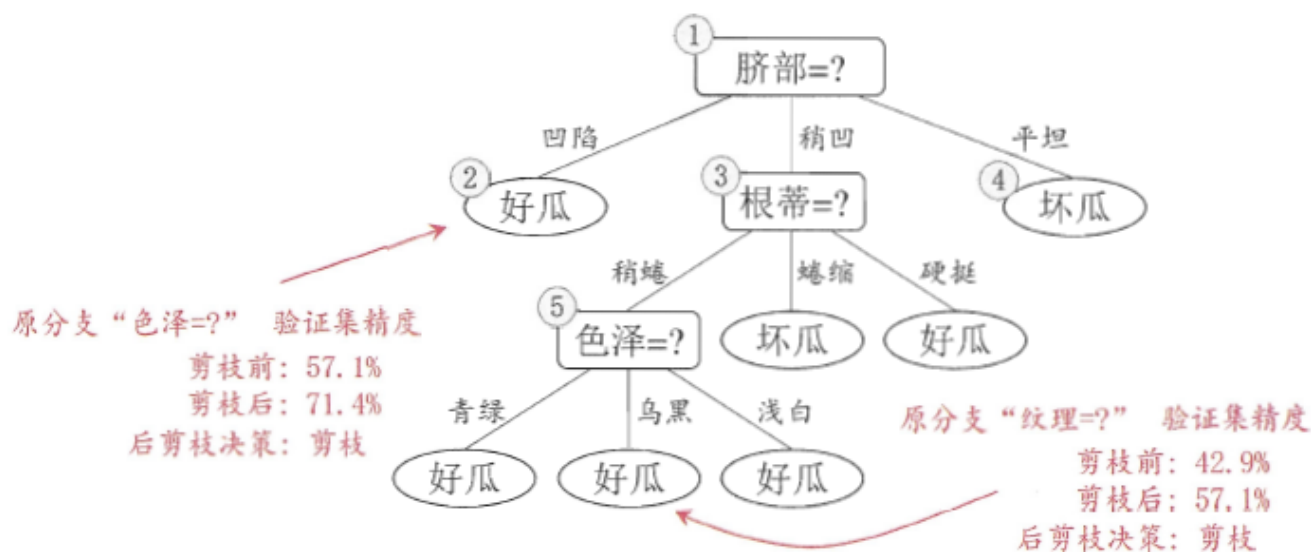 ①
脐部=?
凹陷 稍凹 平坦
② ③ ④
好瓜 根蒂=? 坏瓜
稍蜷 蜷缩 硬挺
原分支“色泽=?” 验证集精度
剪枝前: 57.1%
剪枝后: 71.4%
后剪枝决策: 剪枝
⑤
色泽=? 坏瓜 好瓜
青绿 乌黑 浅白
好瓜 好瓜 好瓜
原分支“纹理=?” 验证集精度
剪枝前: 42.9%
剪枝后: 57.1%
后剪枝决策: 剪枝